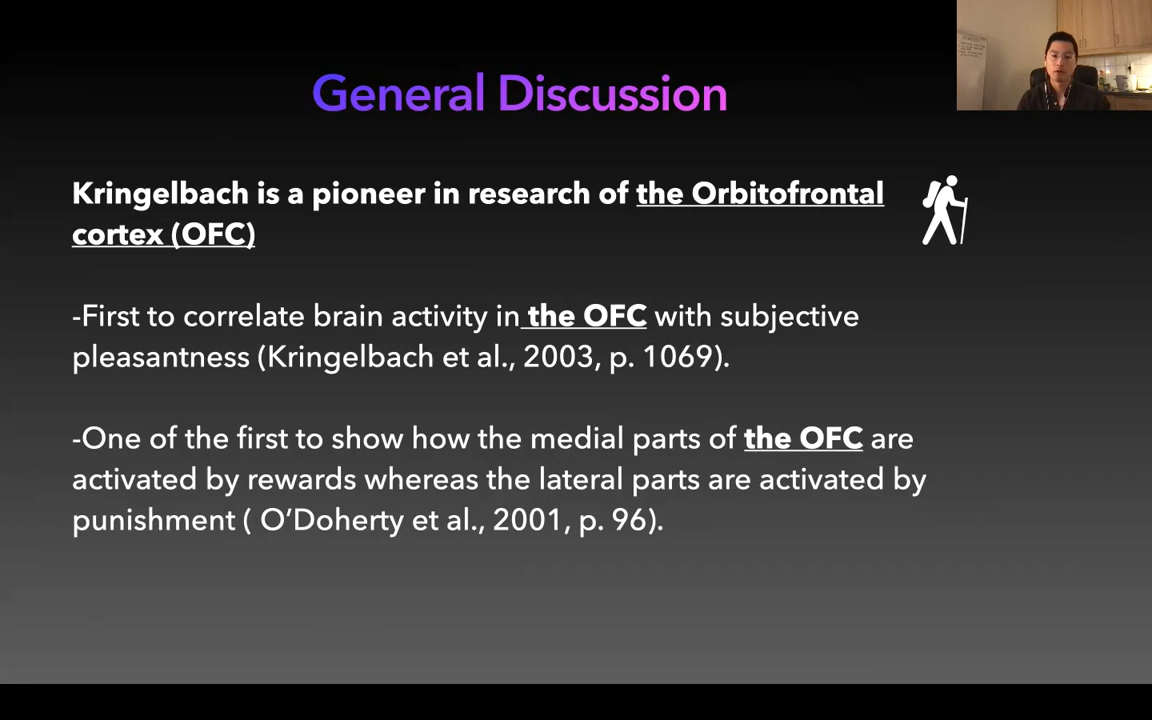 General Discussion
Kringelbach is a pioneer in research of the Orbitofrontal
cortex (OFC)
-First to correlate brain activity in the OFC with subjective
pleasantness (Kringelbach et al., 2003, p. 1069).
-One of the first to show how the medial parts of the OFC are
activated by rewards whereas the lateral parts are activated by
punishment ( O’Doherty et al., 2001, p. 96).